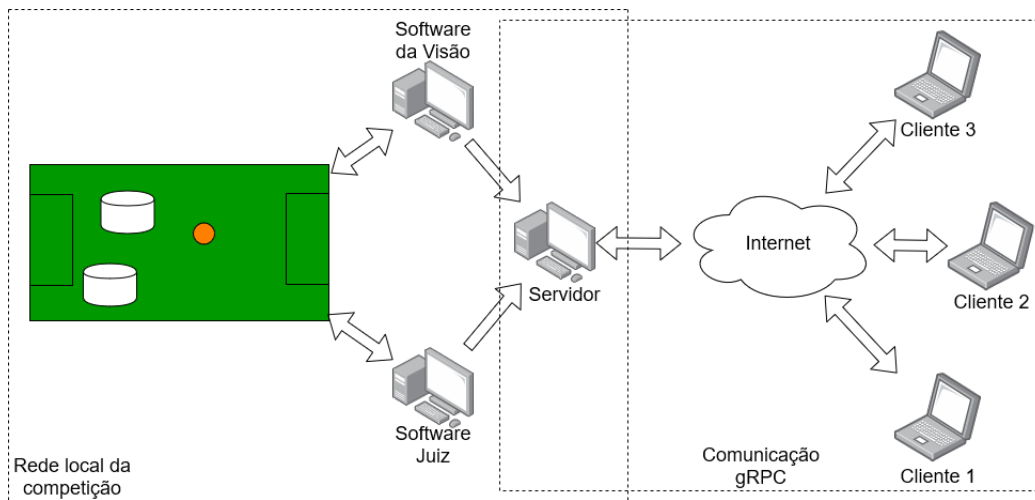 Software
da Visão
Cliente 3
Internet
Servidor
Cliente 2
Software
Juiz
Rede local da
competição
Comunicação
gRPC
Cliente 1